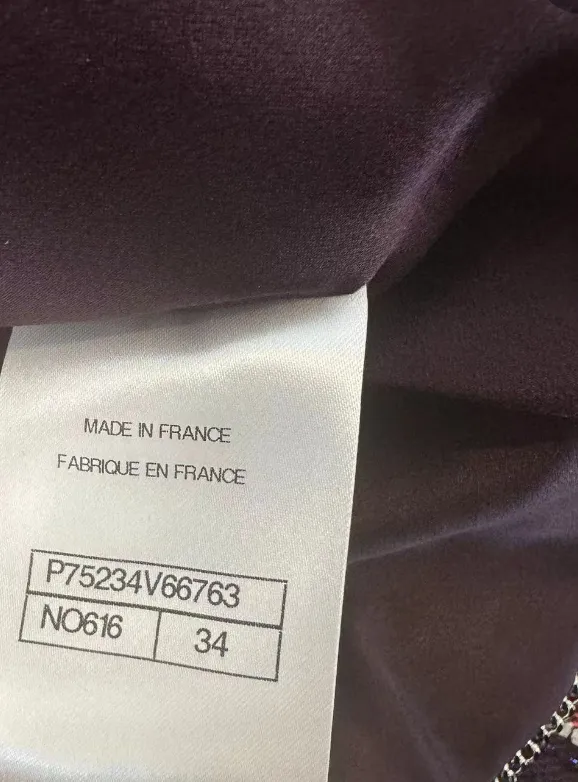 MADE IN FRANCE
FABRIQUE EN FRANCE
P75234V66763
NO616 34